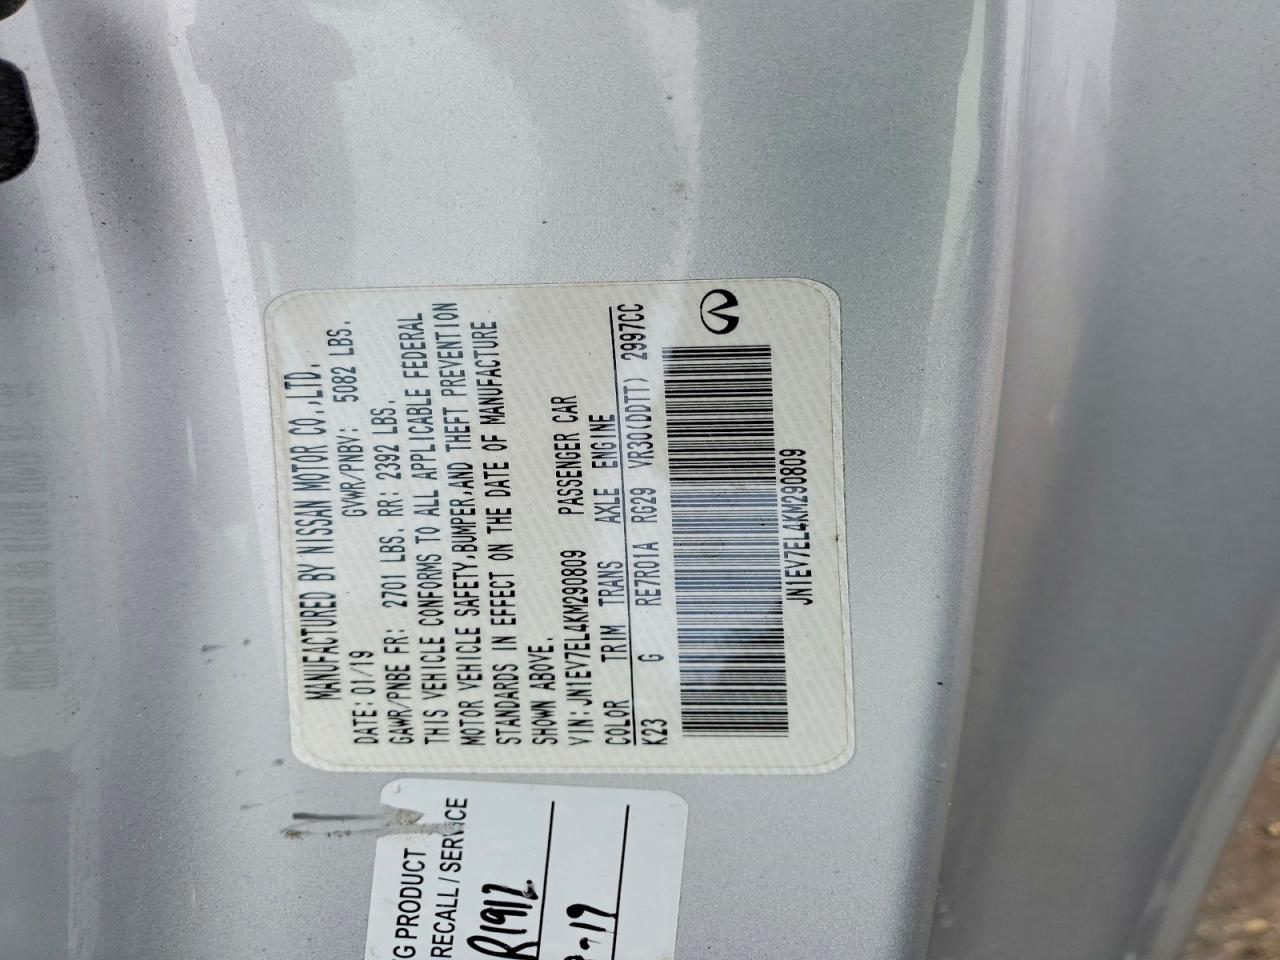 MANUFACTURED BY NISSAN MOTOR CO.,LTD.
DATE:01/19 GVWR/PNBV: 5082 LBS.
GAWR/PNBE FR: 2701 LBS. RR: 2392 LBS.
THIS VEHICLE CONFORMS TO ALL APPLICABLE FEDERAL
MOTOR VEHICLE SAFETY,BUMPER,AND THEFT PREVENTION
STANDARDS IN EFFECT ON THE DATE OF MANUFACTURE
SHOWN ABOVE.
VIN:JN1EV7EL4KM290809 PASSENGER CAR
COLOR TRIM TRANS AXLE ENGINE
K23 G RE7R01A RG29 VR30(DDTT) 2997CC
JN1EV7EL4KM290809
G PRODUCT
RECALL / SERVICE
R1912
-19